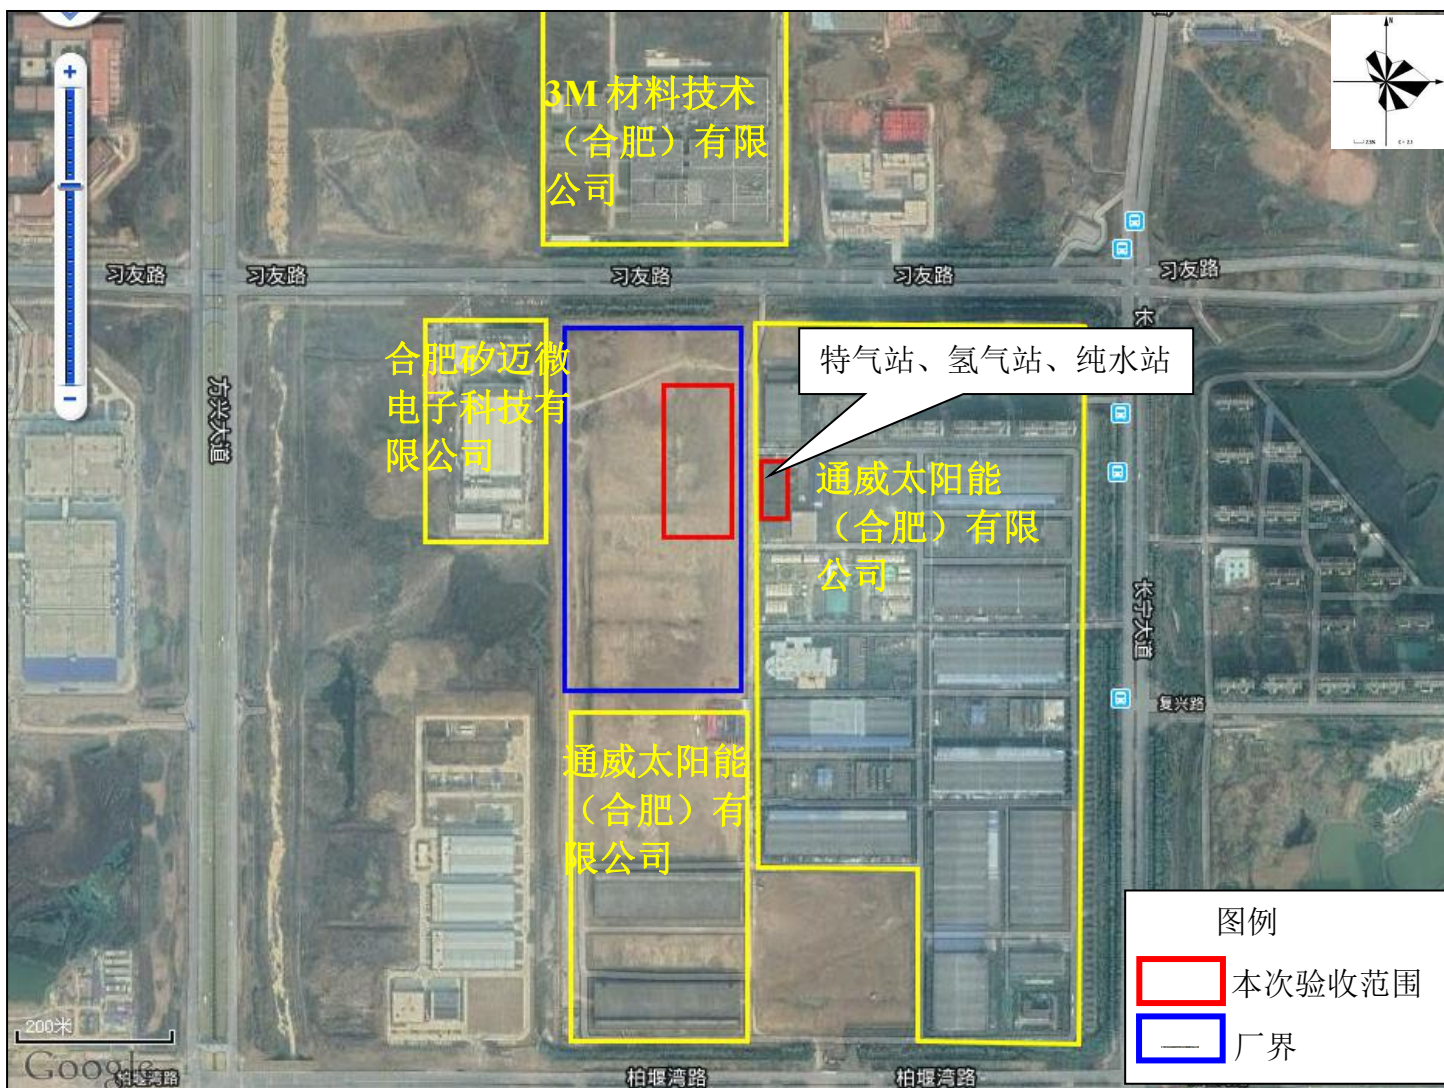 N
3M 材料技术
（合肥）有限
公司
习友路
习友路
习友路
习友路
习友路
特气站、氢气站、纯水站
合肥矽迈微
电子科技有
限公司
方兴大道
通威太阳能
（合肥）有限
公司
长宁大道
复兴路
通威太阳能
（合肥）有
限公司
图例
本次验收范围
厂界
200米
Google
柏堰湾路
柏堰湾路
柏堰湾路